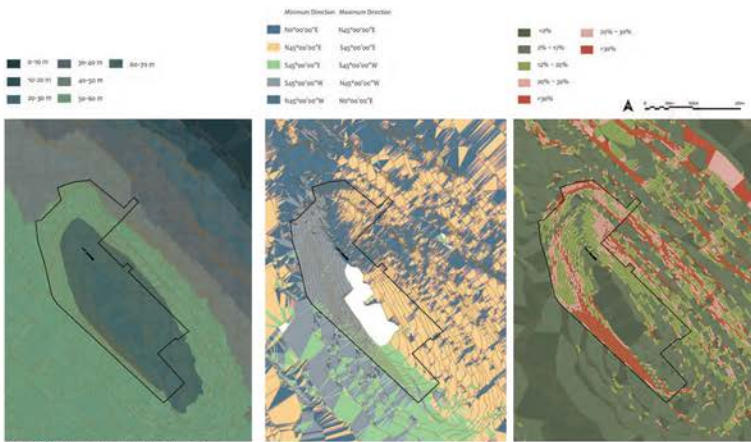 0-10 m
10-20 m
20-30 m
30-40 m
40-50 m
50-60 m
60-70 m
Minimum Direction Maximum Direction
N0°00'00"E N45°00'00"E
N45°00'00"E S45°00'00"E
S45°00'00"E S45°00'00"W
S45°00'00"W N45°00'00"W
N45°00'00"W N0°00'00"E
<2%
2% ~ 12%
12% ~ 20%
20% ~ 30%
>30%
20% ~ 30%
>30%